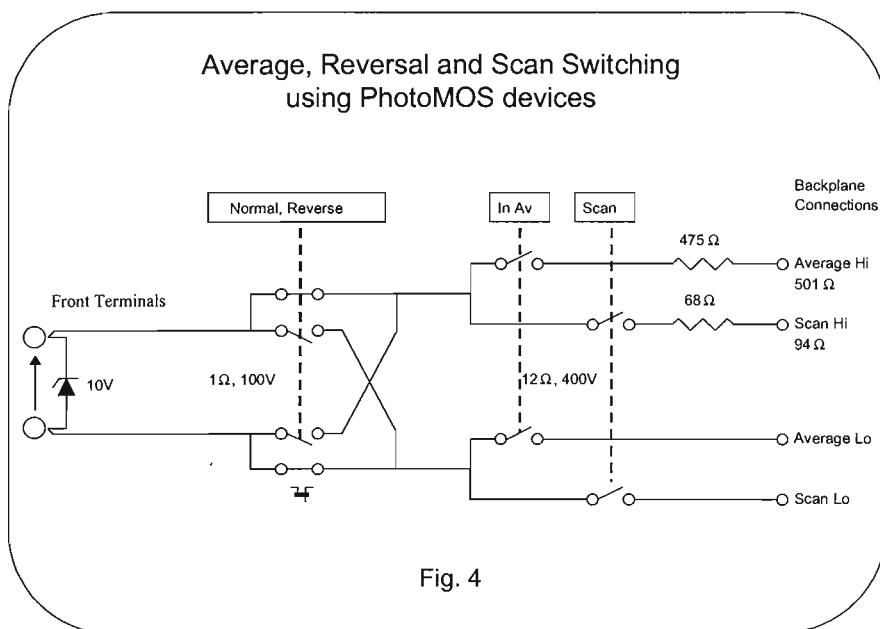 Average, Reversal and Scan Switching
using PhotoMOS devices
Backplane
Connections
Normal, Reverse
In Av
Scan
475 Ω
Average Hi
501 Ω
Front Terminals
68Ω
Scan Hi
94 Ω
10V
1Ω, 100V
12Ω, 400V
Average Lo
Scan Lo
Fig. 4